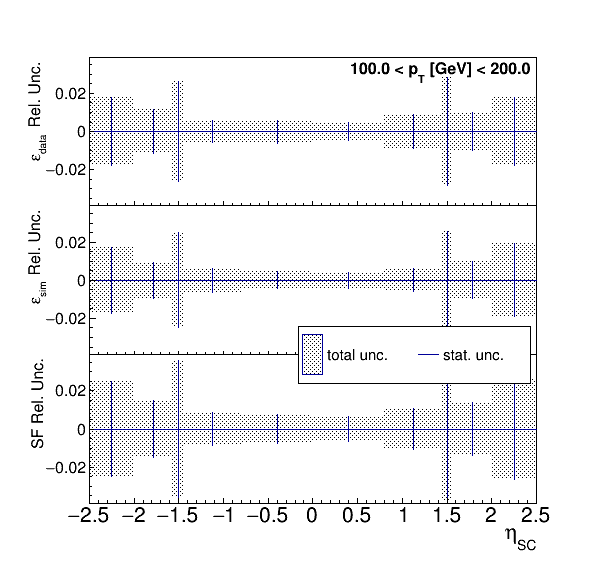 100.0 < p_T [GeV] < 200.0
ε_data Rel. Unc.
0.02
0
−0.02
ε_sim Rel. Unc.
0.02
0
−0.02
total unc.
stat. unc.
SF Rel. Unc.
0.02
0
−0.02
−2.5 −2 −1.5 −1 −0.5 0 0.5 1 1.5 2 2.5
η_SC